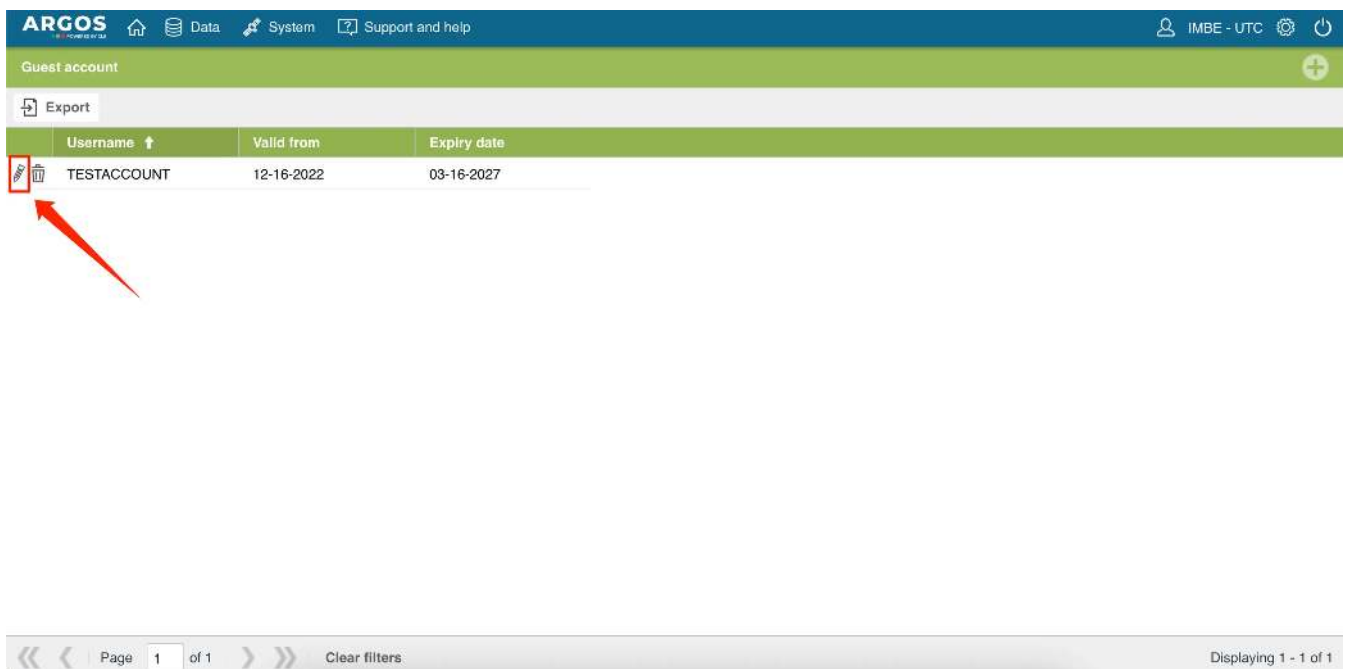 ARGOS Data System Support and help IMBE - UTC
Guest account
Export
Username Valid from Expiry date
TESTACCOUNT 12-16-2022 03-16-2027
Page 1 of 1 Clear filters Displaying 1 - 1 of 1